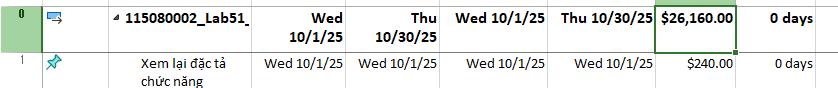 0 115080002_Lab51_ Wed 10/1/25 Thu 10/30/25 Wed 10/1/25 Thu 10/30/25 $26,160.00 0 days
1 Xem lại đặc tả chức năng Wed 10/1/25 Wed 10/1/25 Wed 10/1/25 Wed 10/1/25 $240.00 0 days